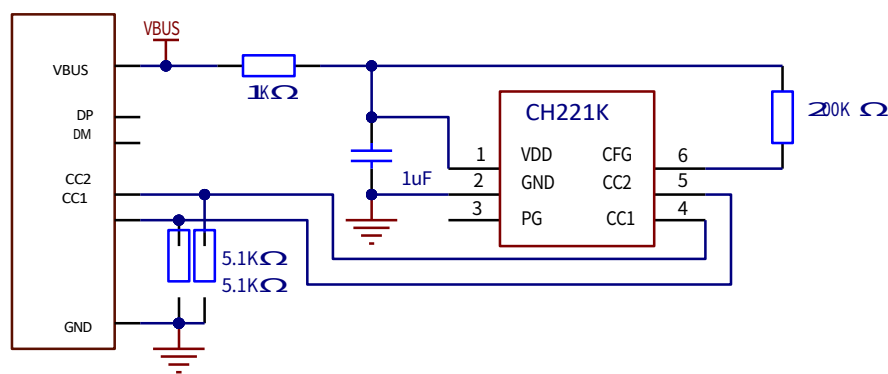 VBUS
VBUS
1KΩ
DP
DM
CC2
CC1
GND
5.1KΩ
5.1KΩ
1uF
CH221K
1 VDD CFG 6
2 GND CC2 5
3 PG CC1 4
200K Ω